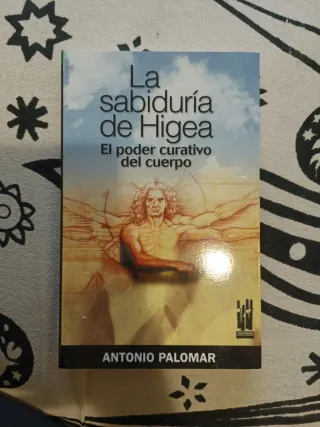 La
sabiduría
de Higea
El poder curativo
del cuerpo
ANTONIO PALOMAR